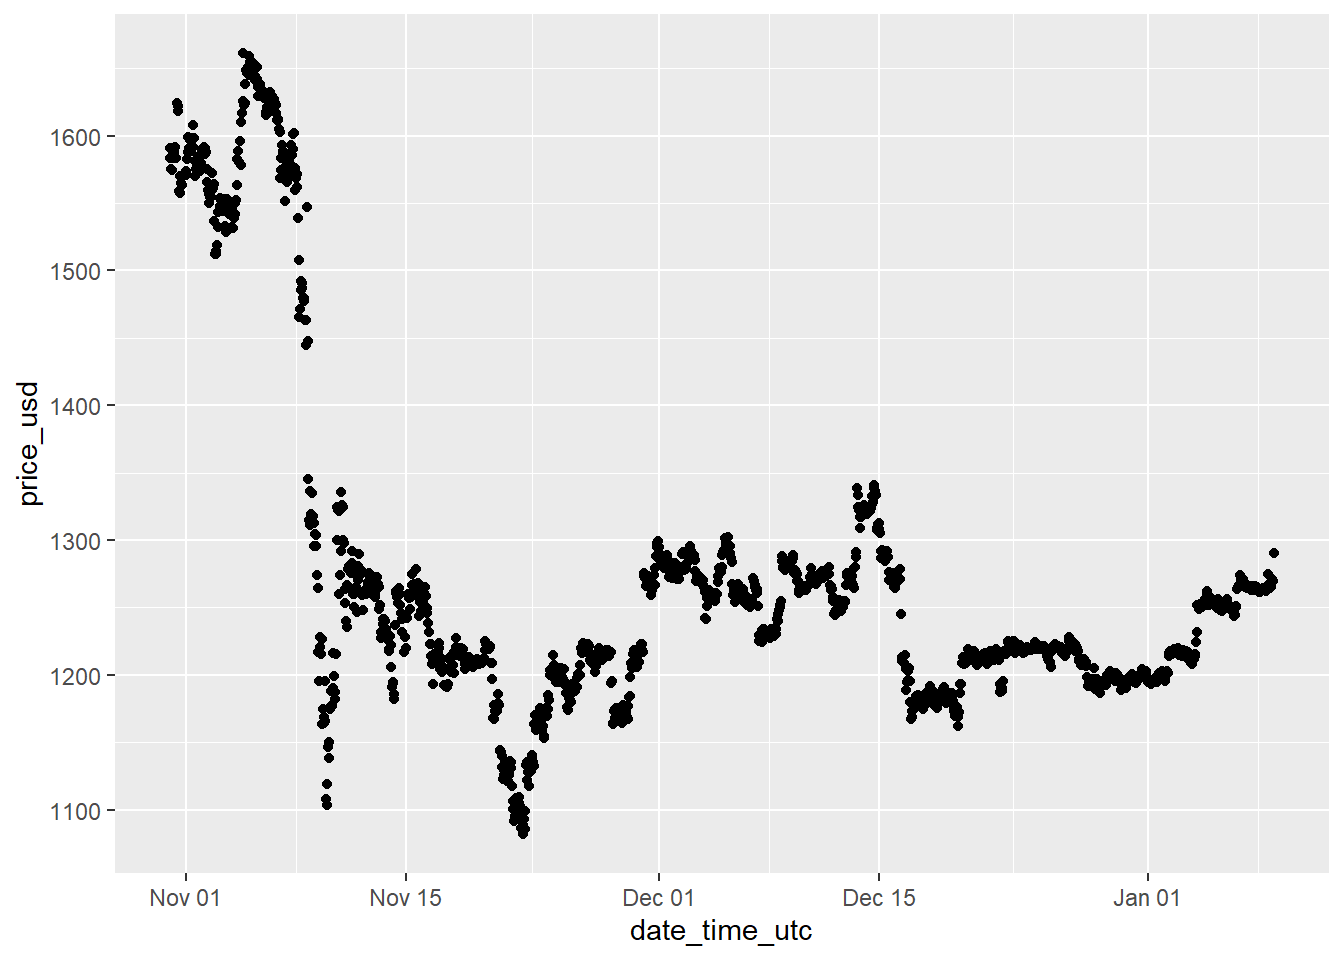 price_usd
1600
1500
1400
1300
1200
1100
Nov 01
Nov 15
Dec 01
Dec 15
Jan 01
date_time_utc